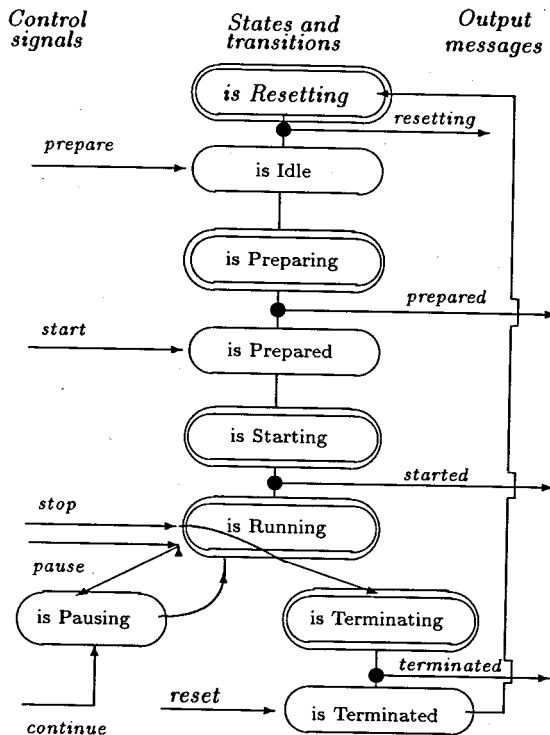 Control
signals
States and
transitions
Output
messages
is Resetting
resetting
prepare
is Idle
is Preparing
prepared
start
is Prepared
is Starting
started
stop
is Running
pause
is Pausing
is Terminating
terminated
reset
is Terminated
continue